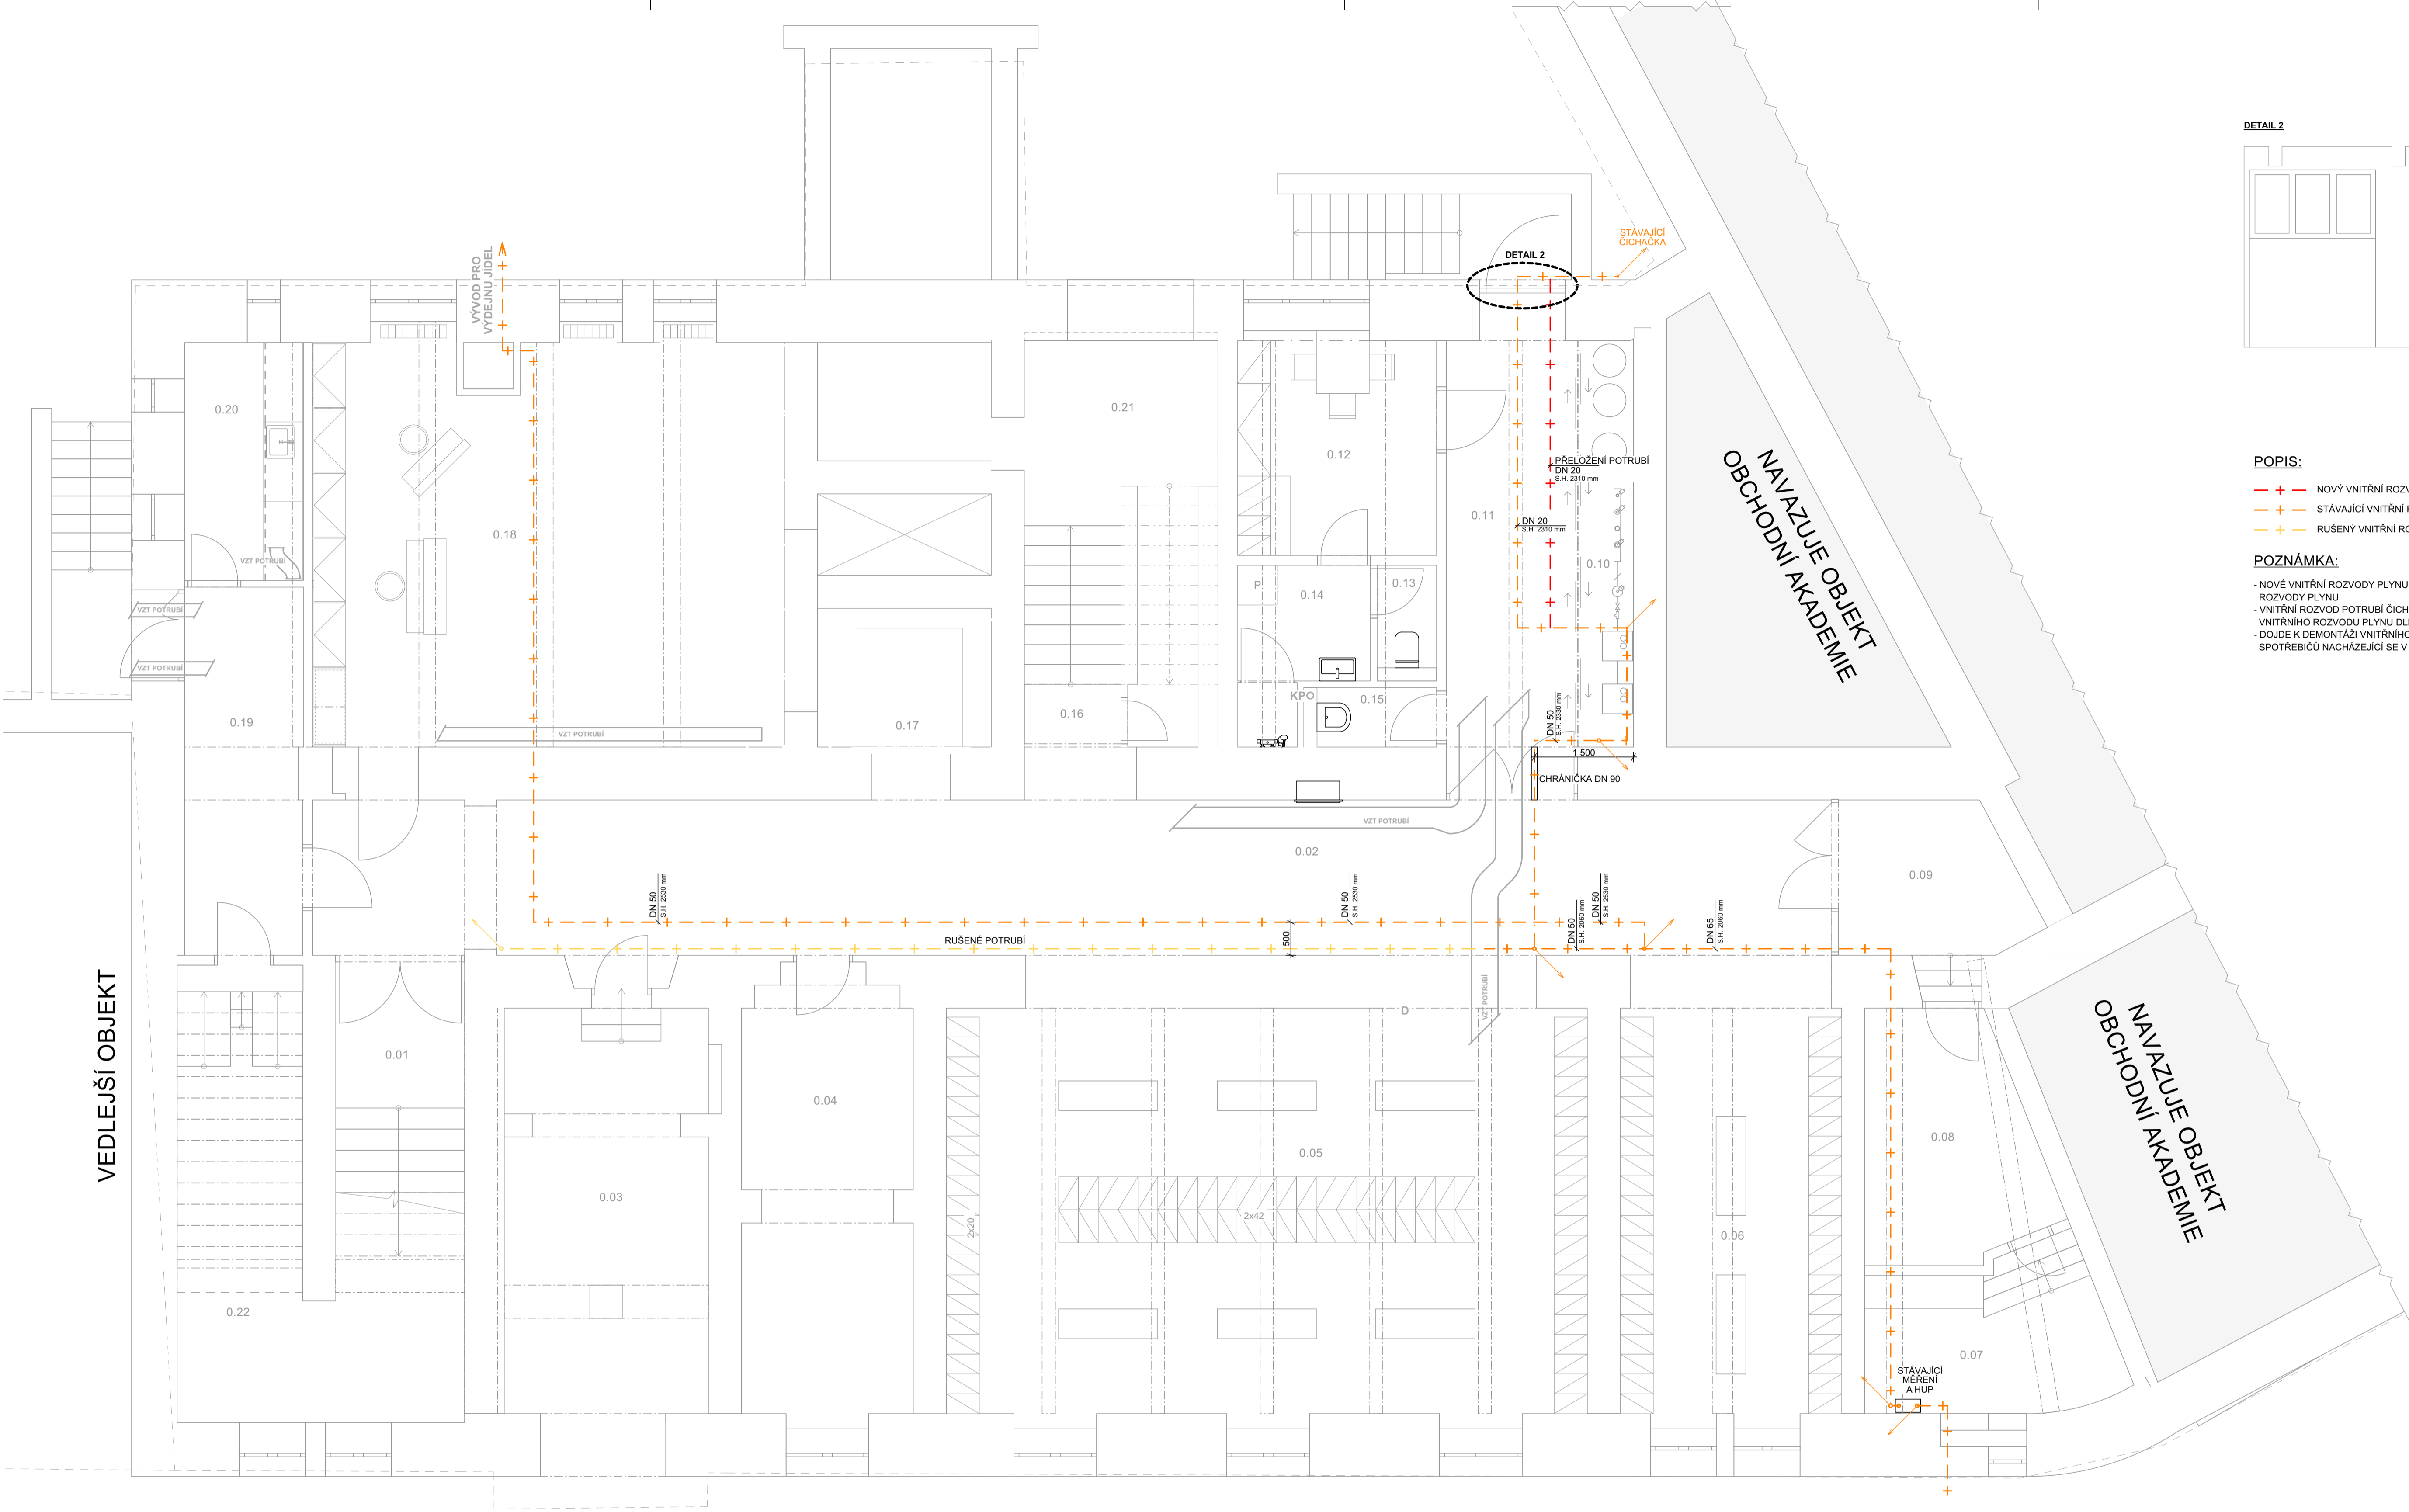 DETAIL 2
STÁVAJÍCÍ
ČICHAČKA
DETAIL 2
VÝVOD PRO
VÝDEJNU JÍDEL
0.20
0.21
0.12
0.18
0.11
PŘELOŽENÍ POTRUBÍ
DN 20
S.H. 2310 mm
DN 20
S.H. 2310 mm
0.10
VZT POTRUBÍ
VZT POTRUBÍ
VZT POTRUBÍ
P
0.14
0.13
NAVAZUJE OBJEKT
OBCHODNÍ AKADEMIE
POPIS:
NOVÝ VNITŘNÍ
STÁVAJÍCÍ VNITŘNÍ
RUŠENÝ VNITŘNÍ
POZNÁMKA:
- NOVÉ VNITŘNÍ ROZVODY PLYNU
ROZVODY PLYNU
- VNITŘNÍ ROZVOD POTRUBÍ
VNITŘNÍHO ROZVODU PLYNU
- DOJDE K DEMONTÁŽI VNITŘNÍHO
SPOTŘEBIČŮ NACHÁZEJÍCÍ SE V
0.19
VZT POTRUBÍ
0.17
0.16
KPO
0.15
DN 50
S.H. 2330 mm
1 500
CHRÁNIČKA DN 90
VZT POTRUBÍ
0.02
0.09
DN 50
S.H. 2530 mm
DN 50
S.H. 2530 mm
DN 50
S.H. 2530 mm
DN 50
S.H. 2060 mm
DN 65
S.H. 2060 mm
500
RUŠENÉ POTRUBÍ
VZT POTRUBÍ
D
VEDLEJŠÍ OBJEKT
0.01
0.04
0.03
0.05
2x20
2x42
0.06
0.08
NAVAZUJE OBJEKT
OBCHODNÍ AKADEMIE
0.22
0.07
STÁVAJÍCÍ
MĚŘENÍ
A HUP